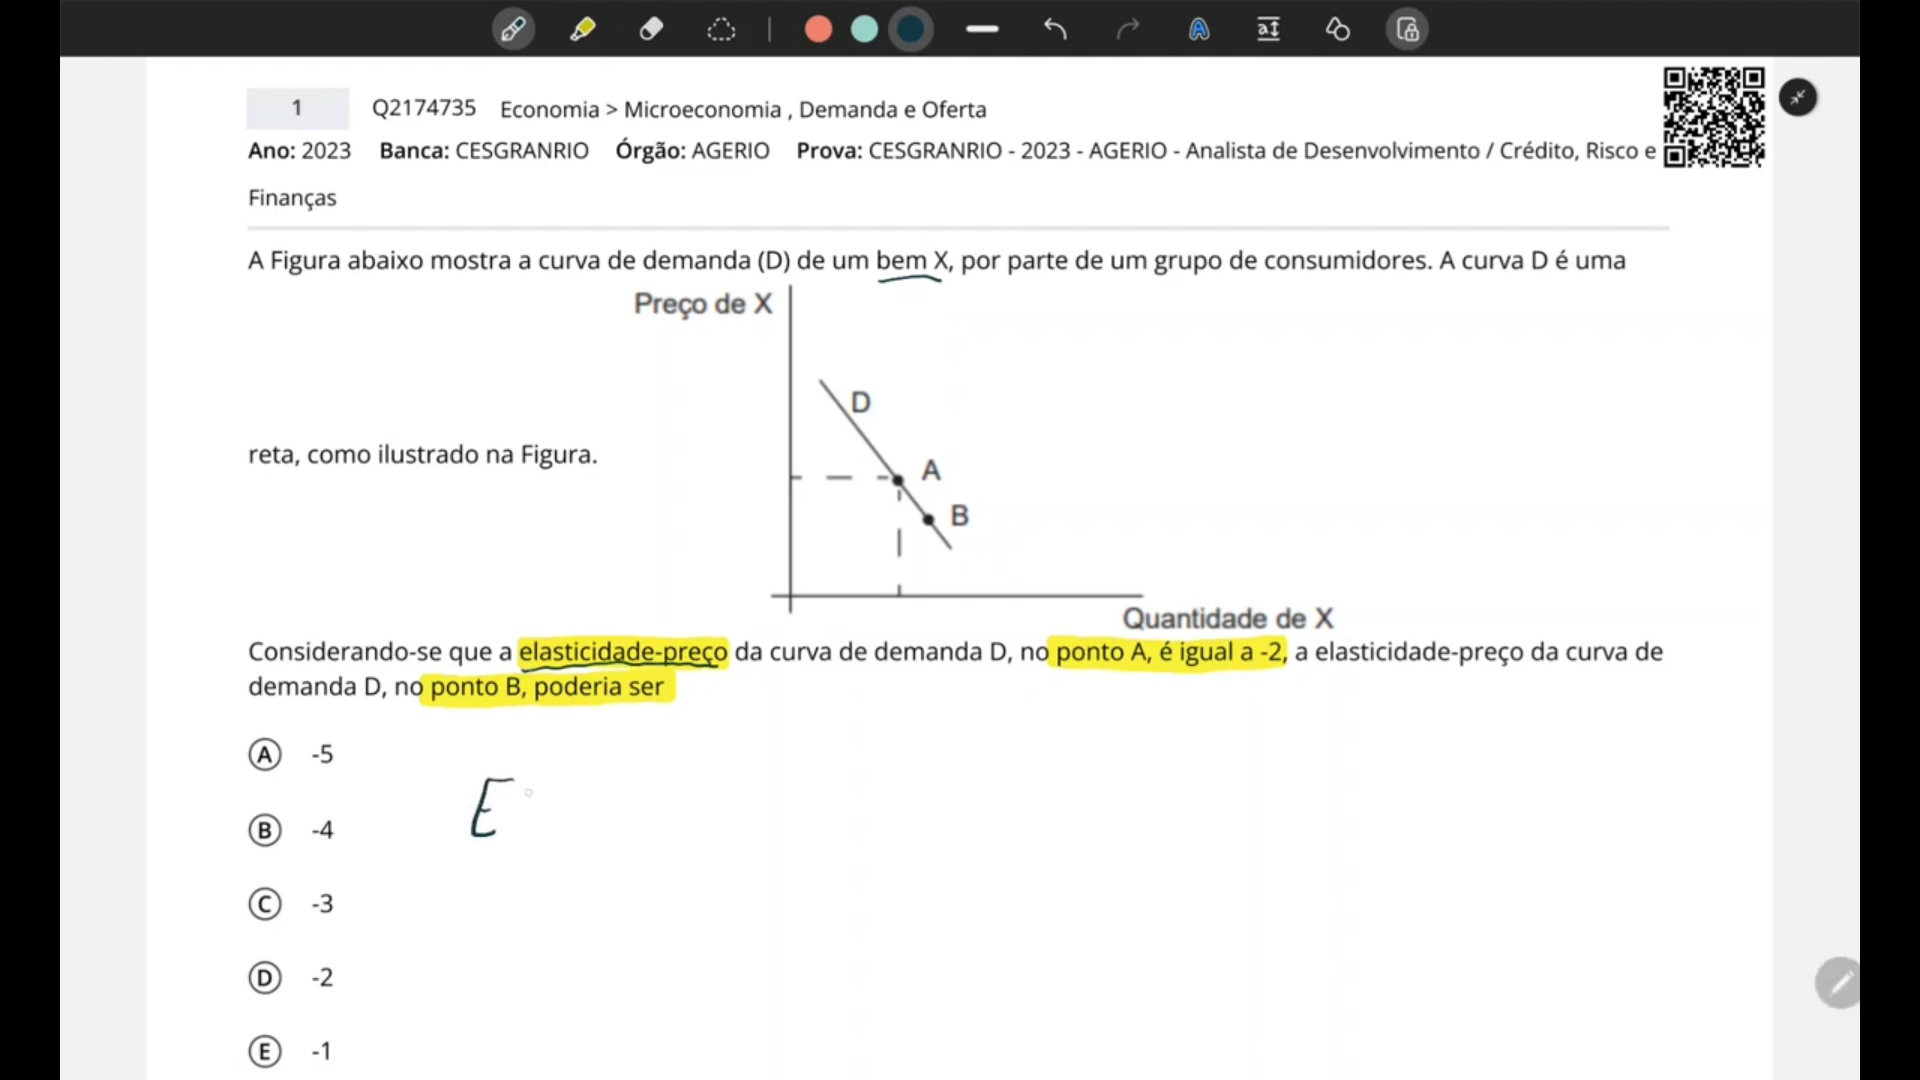 1 Q2174735 Economia > Microeconomia , Demanda e Oferta
Ano: 2023 Banca: CESGRANRIO Órgão: AGERIO Prova: CESGRANRIO - 2023 - AGERIO - Analista de Desenvolvimento / Crédito, Risco e
Finanças
A Figura abaixo mostra a curva de demanda (D) de um bem X, por parte de um grupo de consumidores. A curva D é uma
Preço de X
D
reta, como ilustrado na Figura.
A
B
Quantidade de X
Considerando-se que a elasticidade-preço da curva de demanda D, no ponto A, é igual a -2, a elasticidade-preço da curva de
demanda D, no ponto B, poderia ser
A -5
E
B -4
C -3
D -2
E -1